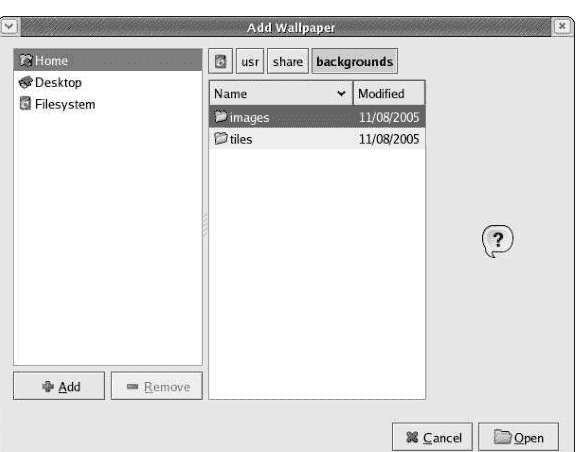 Add Wallpaper
Home
Desktop
Filesystem
usr share backgrounds
Name Modified
images 11/08/2005
tiles 11/08/2005
?
Add Remove
Cancel Open